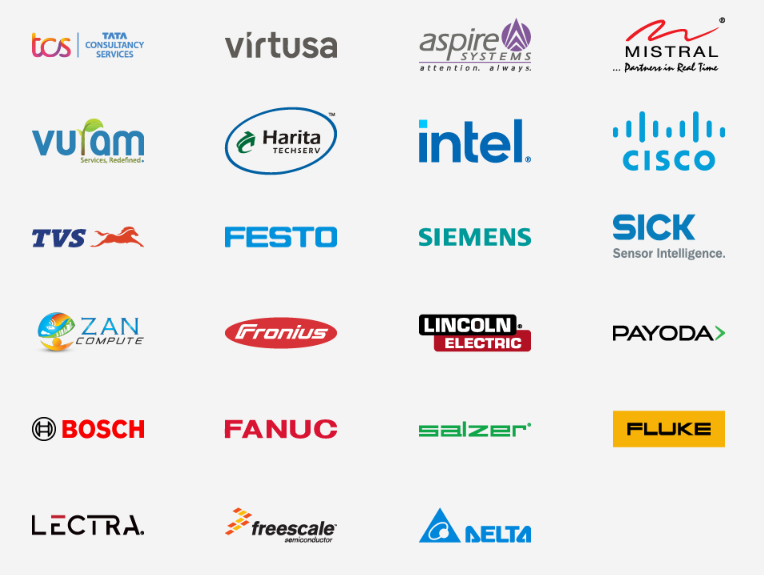 tcs TATA
CONSULTANCY
SERVICES
virtusa
aspire
SYSTEMS
attention. always.
®
MISTRAL
... Partners in Real Time
vuram
Services, Redefined.
™
Harita
TECHSERV
intel®
CISCO
TVS
FESTO
SIEMENS
SICK
Sensor Intelligence.
ZAN
COMPUTE
Fronius
LINCOLN®
ELECTRIC
PAYODA
BOSCH
FANUC
salzer®
FLUKE
LECTRA
freescale™
semiconductor
DELTA